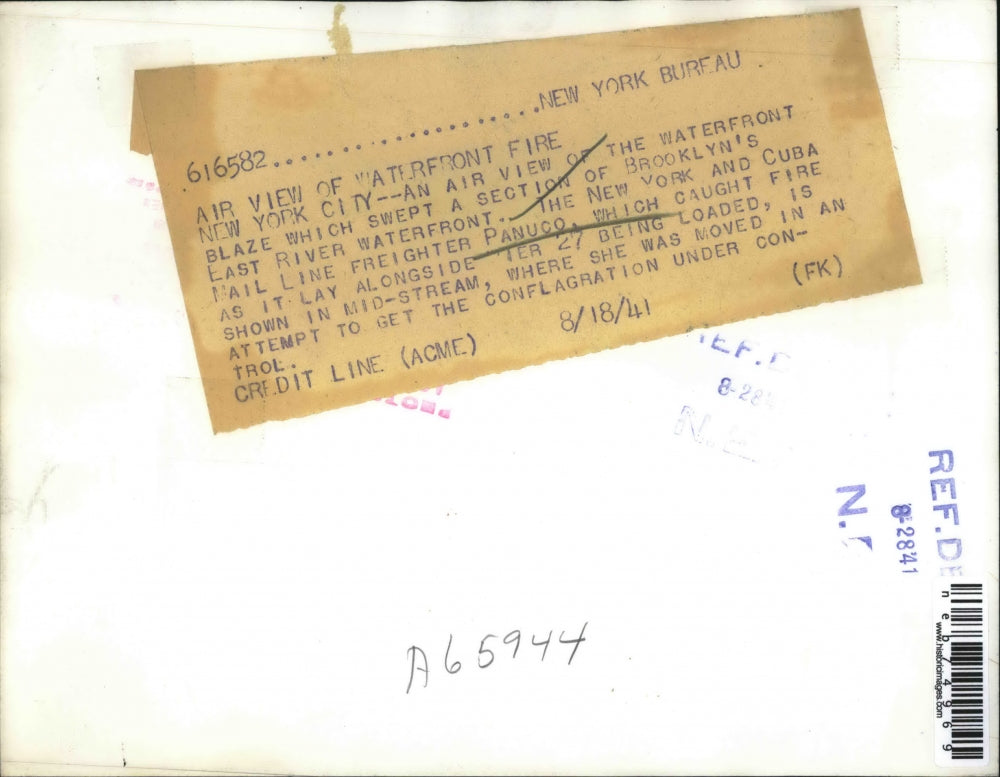 616582...................NEW YORK BUREAU
AIR VIEW OF WATERFRONT FIRE
NEW YORK CITY--AN AIR VIEW OF THE WATERFRONT
BLAZE WHICH SWEPT A SECTION OF BROOKLYN'S
EAST RIVER WATERFRONT. THE NEW YORK AND CUBA
MAIL LINE FREIGHTER PANUCO, WHICH CAUGHT FIRE
AS IT LAY ALONGSIDE PIER 27 BEING LOADED, IS
SHOWN IN MID-STREAM, WHERE SHE WAS MOVED IN AN
ATTEMPT TO GET THE CONFLAGRATION UNDER CON-
TROL.
CREDIT LINE (ACME) 8/18/41 (FK)
8-28
REF.DE
8-2841
N.
A65944
neb74969
www.historicimages.com